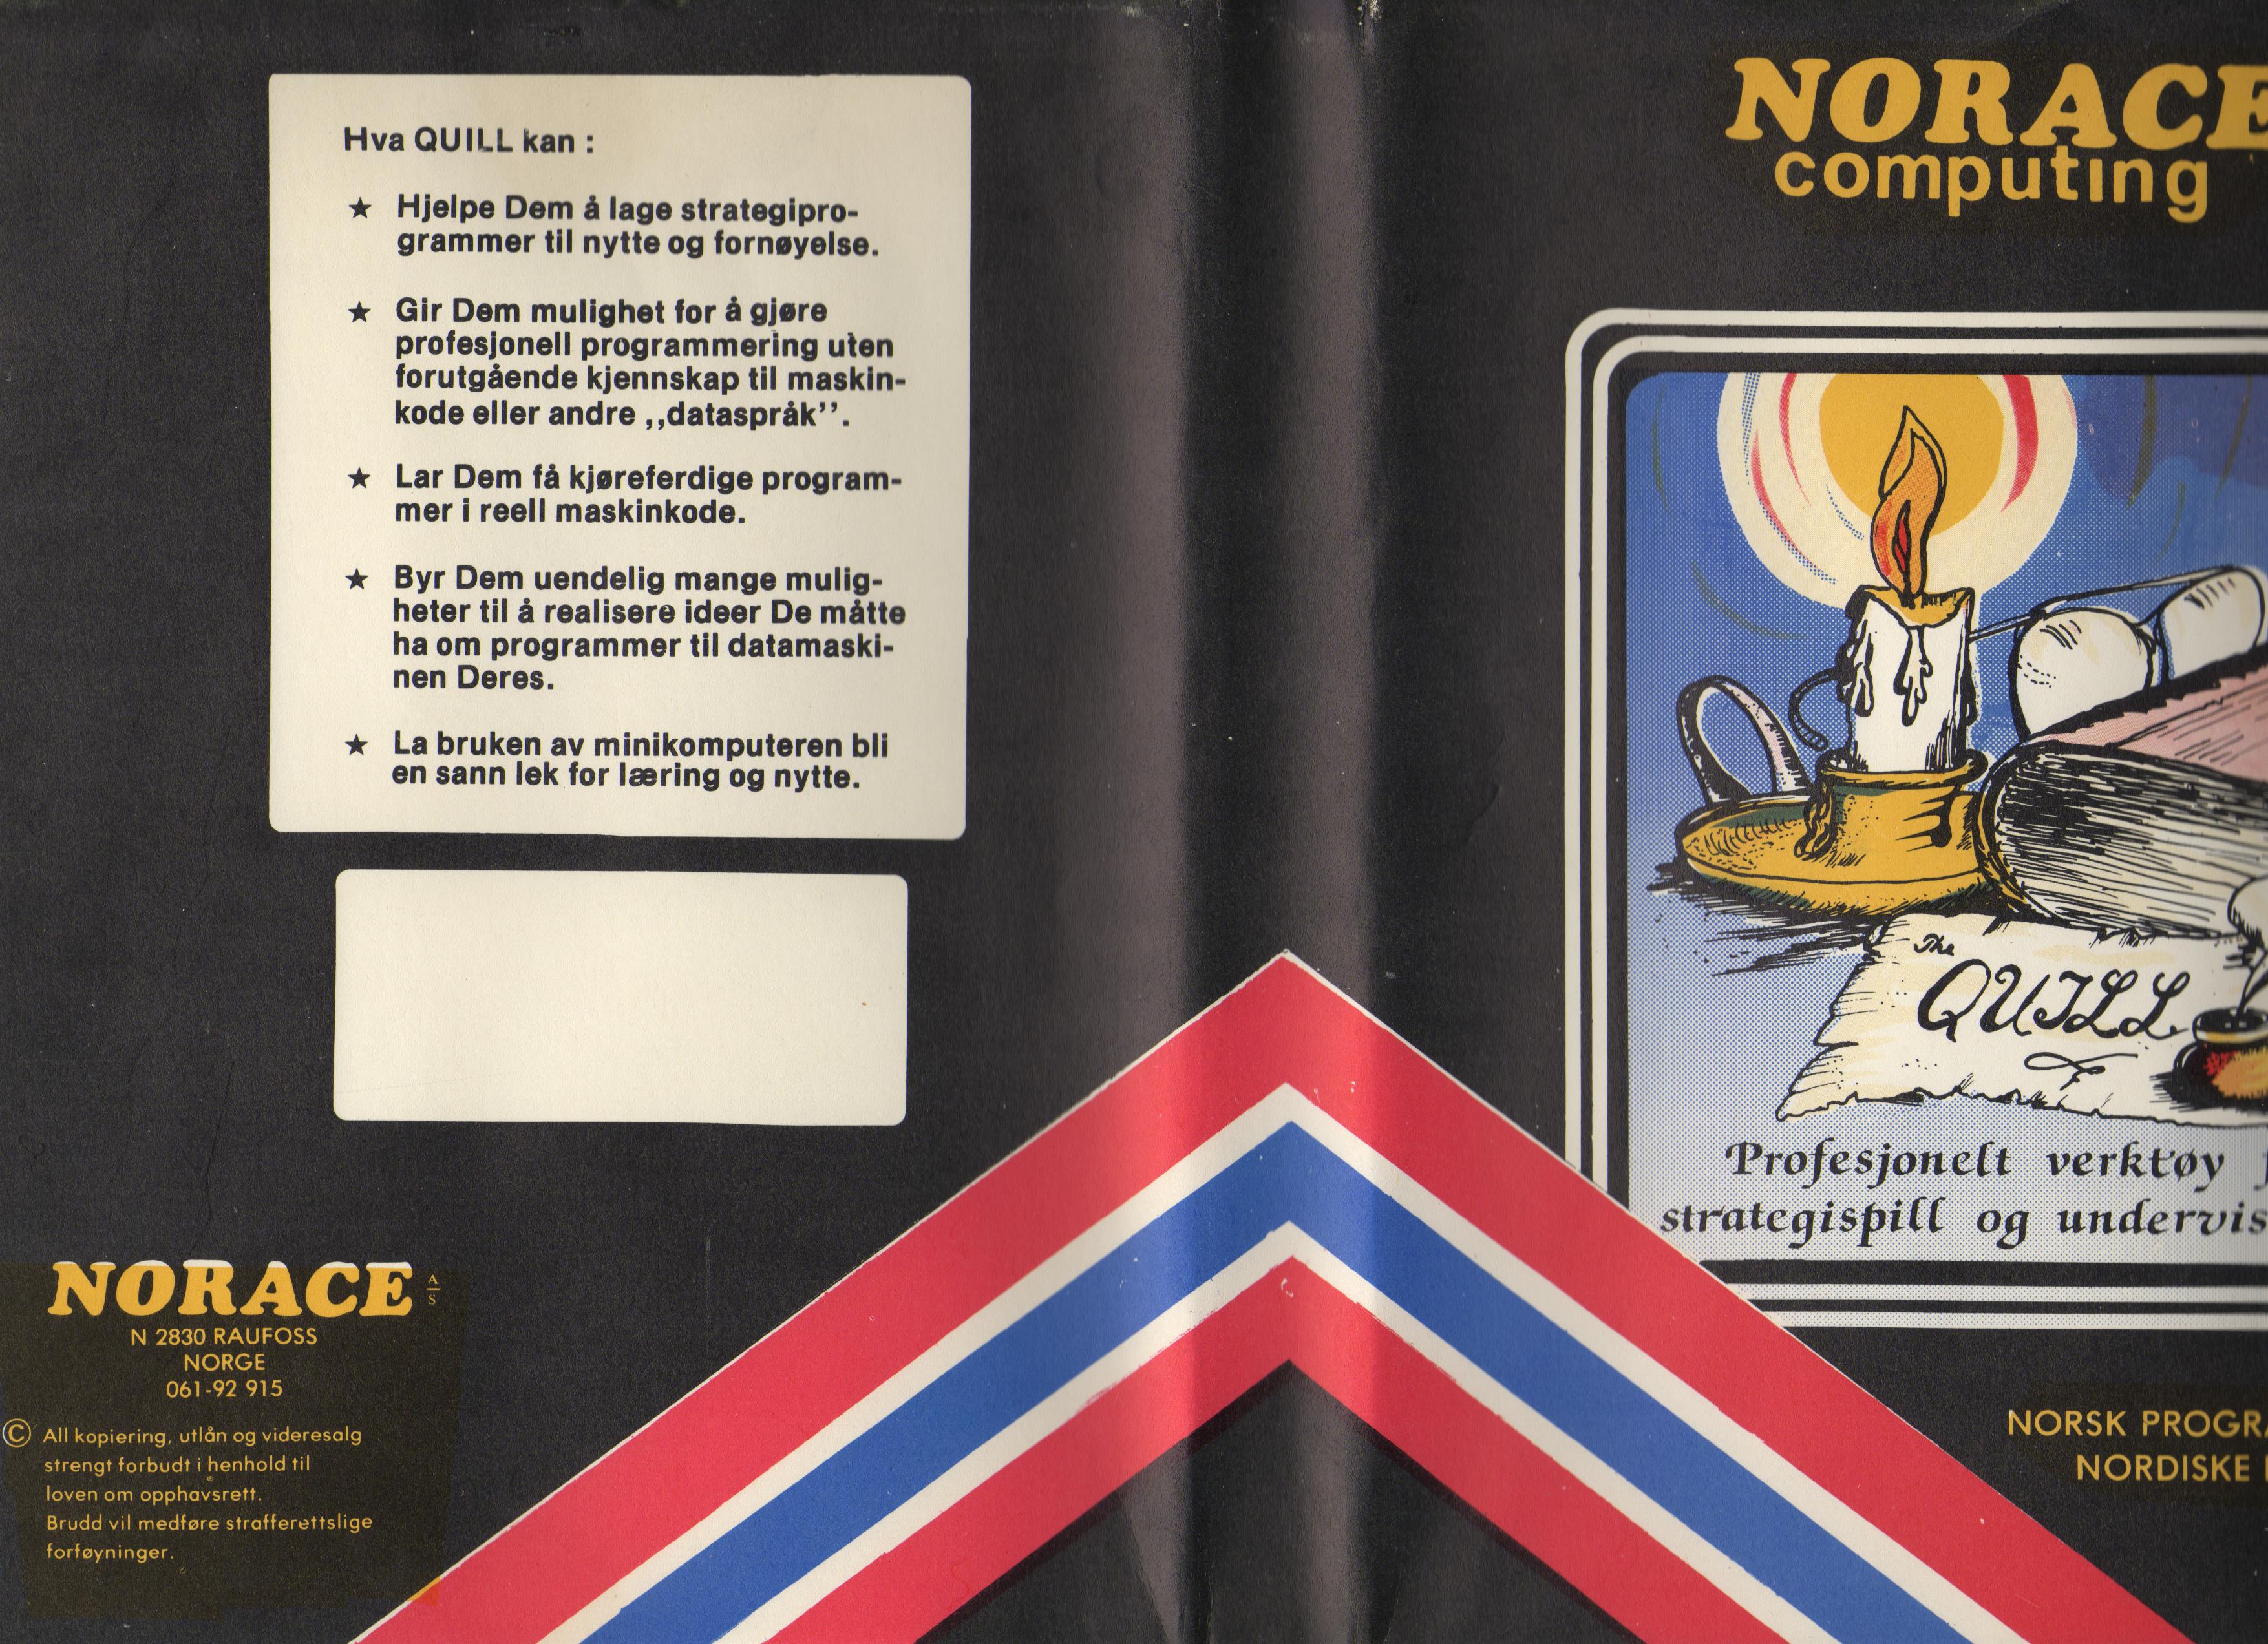 Hva QUILL kan :
★ Hjelpe Dem å lage strategipro-
grammer til nytte og fornøyelse.
★ Gir Dem mulighet for å gjøre
profesjonell programmering uten
forutgående kjennskap til maskin-
kode eller andre ,,dataspråk’’.
★ Lar Dem få kjøreferdige program-
mer i reell maskinkode.
★ Byr Dem uendelig mange mulig-
heter til å realisere ideer De måtte
ha om programmer til datamaski-
nen Deres.
★ La bruken av minikomputeren bli
en sann lek for læring og nytte.
NORACE A/S
N 2830 RAUFOSS
NORGE
061-92 915
© All kopiering, utlån og videresalg
strengt forbudt i henhold til
loven om opphavsrett.
Brudd vil medføre strafferettslige
forføyninger.
NORACE
computing
The
QUILL
Profesjonelt verktøy
strategispill og undervis
NORSK PROGRA
NORDISKE